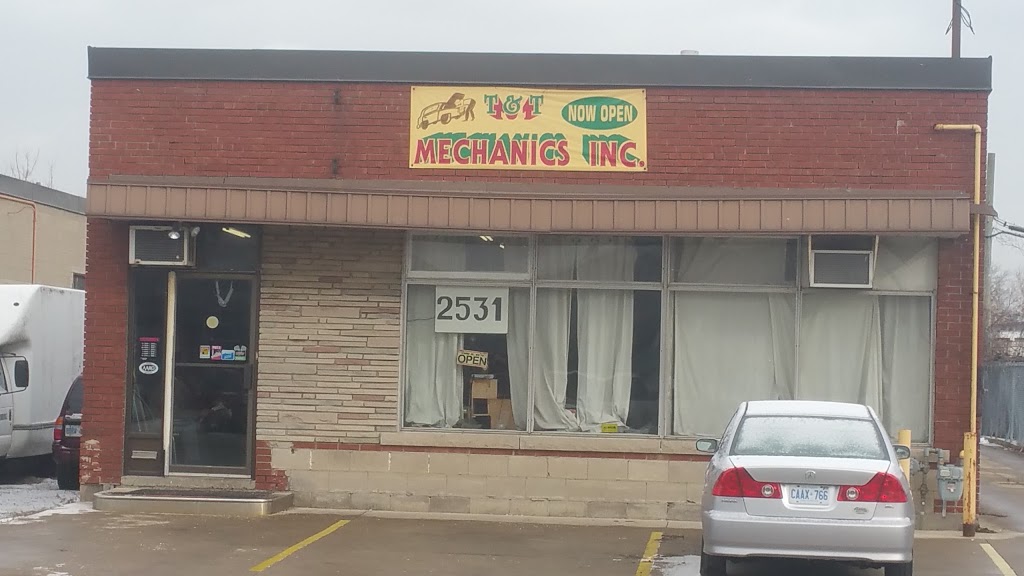 T & T
NOW OPEN
MECHANICS INC.
2531
OPEN
CAAX·766